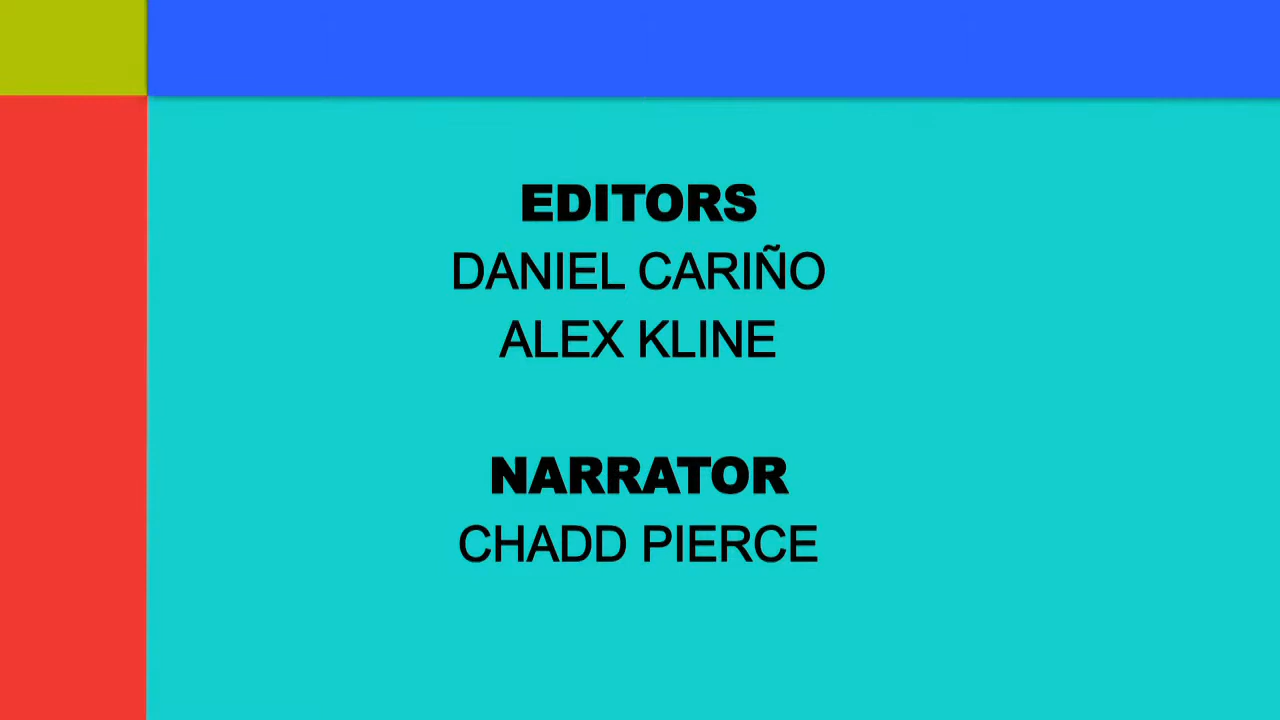 EDITORS
DANIEL CARIÑO
ALEX KLINE
NARRATOR
CHADD PIERCE